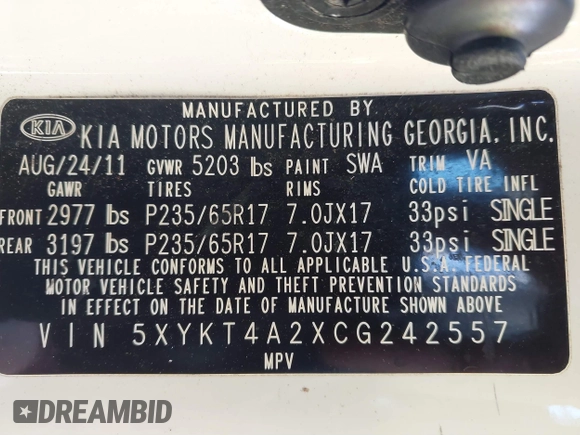 MANUFACTURED BY
KIA KIA MOTORS MANUFACTURING GEORGIA, INC.
AUG/24/11 GVWR 5203 lbs PAINT SWA TRIM VA
GAWR TIRES RIMS COLD TIRE INFL
FRONT 2977 lbs P235/65R17 7.0JX17 33psi SINGLE
REAR 3197 lbs P235/65R17 7.0JX17 33psi SINGLE
THIS VEHICLE CONFORMS TO ALL APPLICABLE U.S.A. FEDERAL
MOTOR VEHICLE SAFETY AND THEFT PREVENTION STANDARDS
IN EFFECT ON THE DATE OF MANUFACTURE SHOWN ABOVE
VIN 5XYKT4A2XCG242557
MPV
DREAMBID